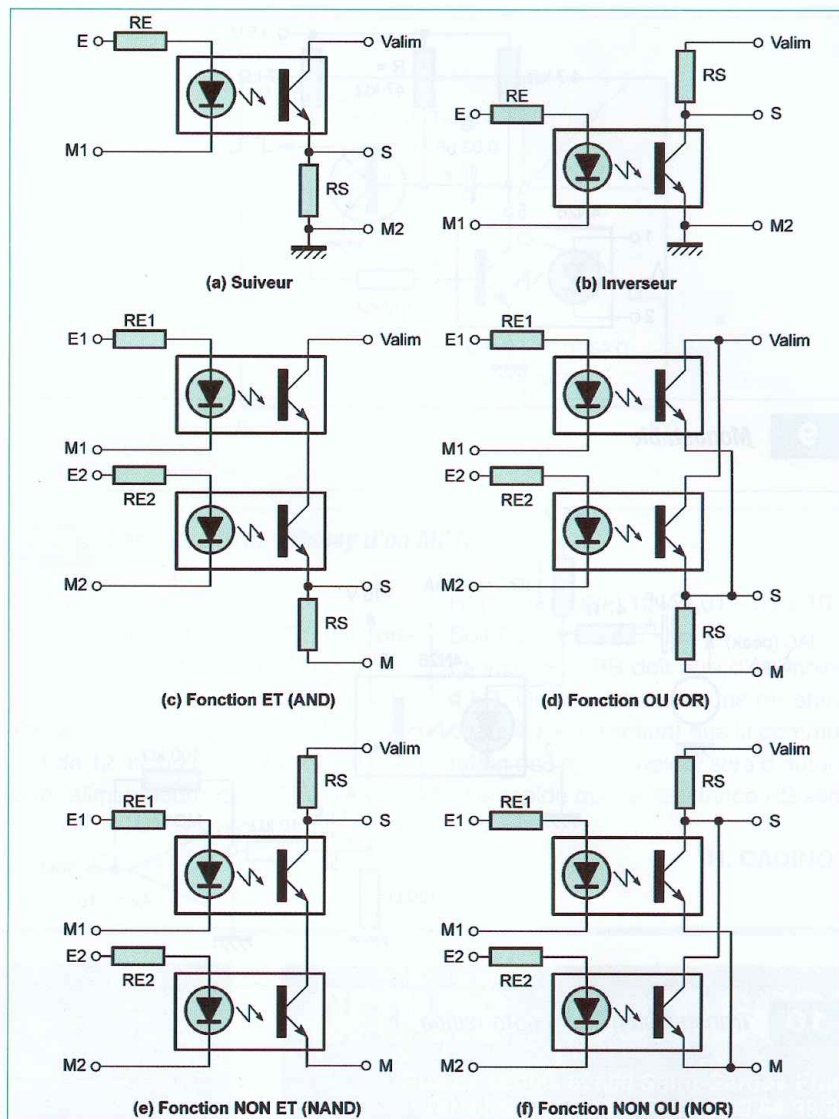 E
RE
Valim
M1
S
RS
M2
(a) Suiveur
Valim
RS
S
E
RE
M1
M2
(b) Inverseur
E1
RE1
Valim
M1
E2
RE2
M2
S
RS
M
(c) Fonction ET (AND)
E1
RE1
Valim
M1
E2
RE2
M2
S
RS
M
(d) Fonction OU (OR)
Valim
RS
S
E1
RE1
M1
E2
RE2
M2
M
(e) Fonction NON ET (NAND)
Valim
RS
S
E1
RE1
M1
E2
RE2
M2
M
(f) Fonction NON OU (NOR)